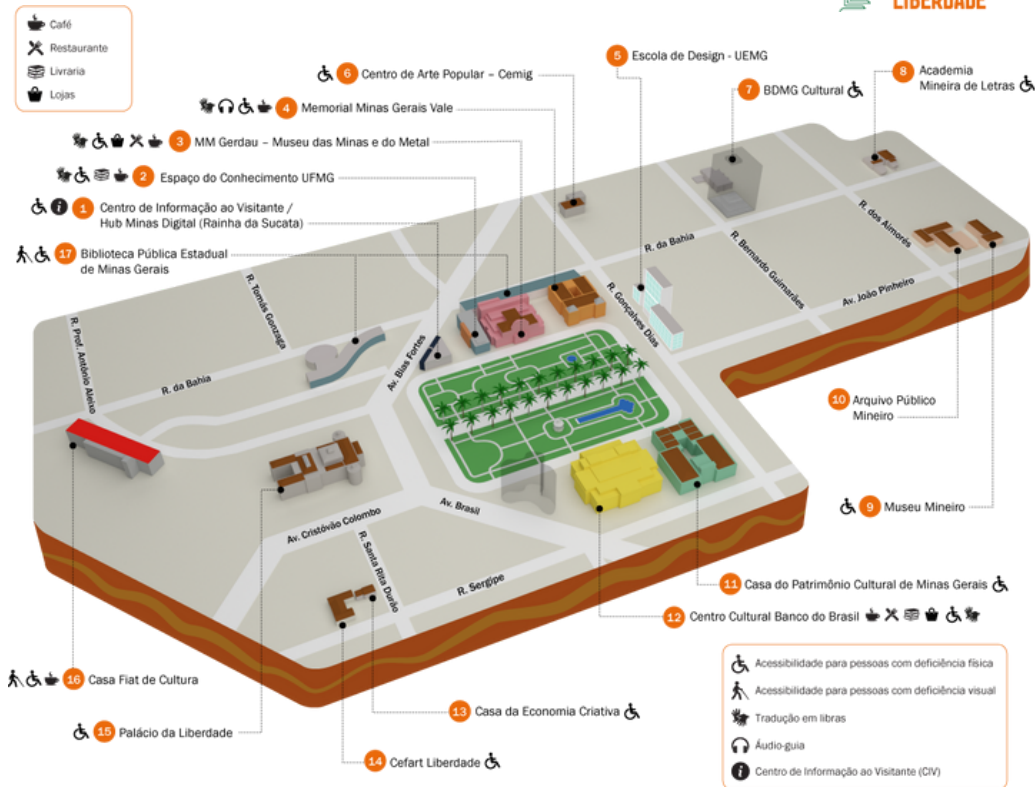 LIBERDADE
Café
Restaurante
Livraria
Lojas
5 Escola de Design - UEMG
6 Centro de Arte Popular – Cemig
7 BDMG Cultural
8 Academia
Mineira de Letras
4 Memorial Minas Gerais Vale
3 MM Gerdau – Museu das Minas e do Metal
2 Espaço do Conhecimento UFMG
1 Centro de Informação ao Visitante /
Hub Minas Digital (Rainha da Sucata)
17 Biblioteca Pública Estadual
de Minas Gerais
R. Prof. Antônio Aleixo
R. Tomás Gonzaga
R. da Bahia
Av. Bias Fortes
R. da Bahia
R. Gonçalves Dias
R. Bernardo Guimarães
R. dos Aimorés
Av. João Pinheiro
10 Arquivo Público
Mineiro
9 Museu Mineiro
Av. Brasil
Av. Cristóvão Colombo
R. Santa Rita Durão
R. Sergipe
11 Casa do Patrimônio Cultural de Minas Gerais
12 Centro Cultural Banco do Brasil
16 Casa Fiat de Cultura
15 Palácio da Liberdade
13 Casa da Economia Criativa
14 Cefart Liberdade
Acessibilidade para pessoas com deficiência física
Acessibilidade para pessoas com deficiência visual
Tradução em libras
Áudio-guia
i Centro de Informação ao Visitante (CIV)